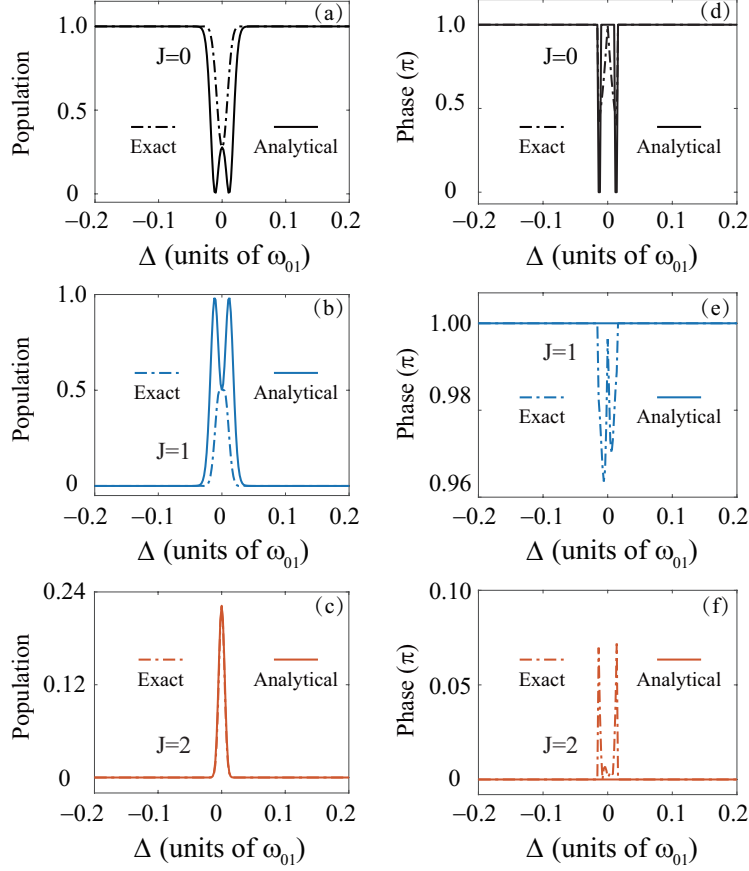 (a)
1.0
J=0
Population
0.5
Exact
Analytical
0
−0.2
−0.1
0
0.1
0.2
Δ (units of ω01)
(d)
1.0
J=0
Phase (π)
0.5
Exact
Analytical
0
−0.2
−0.1
0
0.1
0.2
Δ (units of ω01)
(b)
1.0
Population
Exact
Analytical
0.5
J=1
0
−0.2
−0.1
0
0.1
0.2
Δ (units of ω01)
(e)
1.00
J=1
Phase (π)
0.98
Exact
Analytical
0.96
−0.2
−0.1
0
0.1
0.2
Δ (units of ω01)
(c)
0.24
Population
Exact
Analytical
0.12
J=2
0
−0.2
−0.1
0
0.1
0.2
Δ (units of ω01)
(f)
0.10
Phase (π)
Exact
Analytical
0.05
J=2
0
−0.2
−0.1
0
0.1
0.2
Δ (units of ω01)